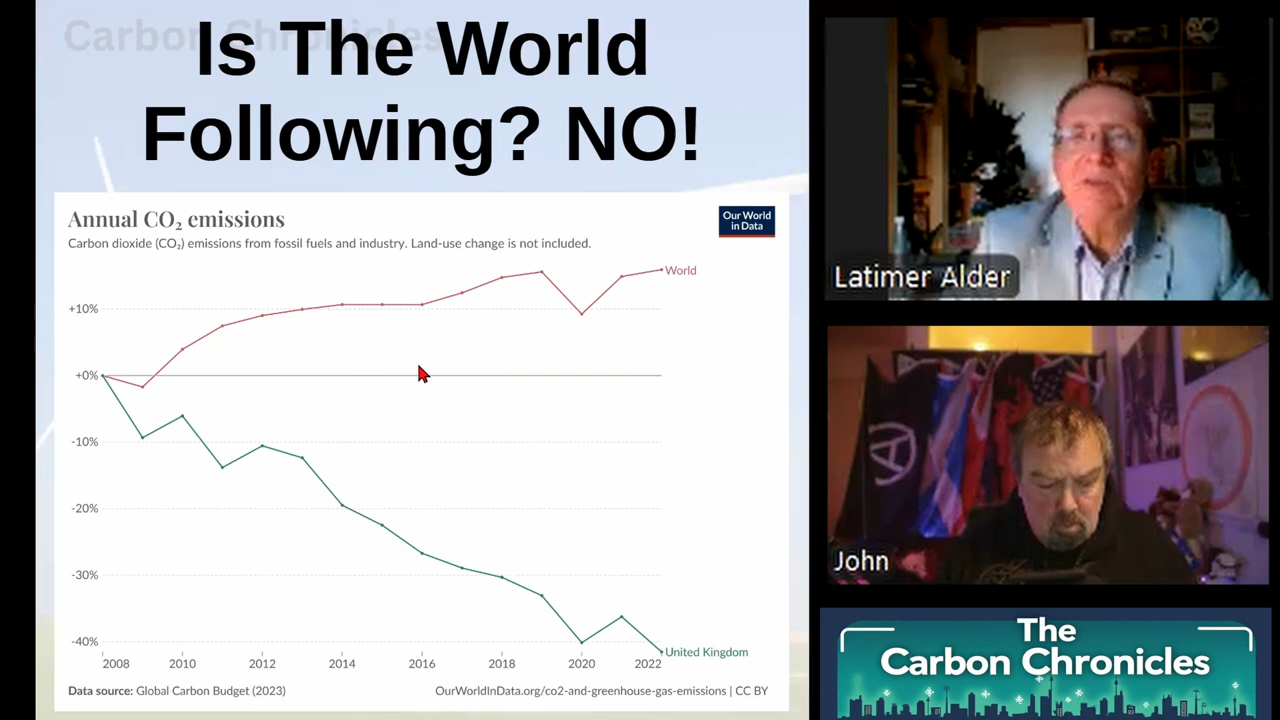 Carbon Chronicles
Is The World
Following? NO!
Annual CO₂ emissions
Our World
in Data
Carbon dioxide (CO₂) emissions from fossil fuels and industry. Land-use change is not included.
World
+10%
+0%
-10%
-20%
-30%
-40%
United Kingdom
2008 2010 2012 2014 2016 2018 2020 2022
Data source: Global Carbon Budget (2023)
OurWorldInData.org/co2-and-greenhouse-gas-emissions | CC BY
Latimer Alder
John
The
Carbon Chronicles